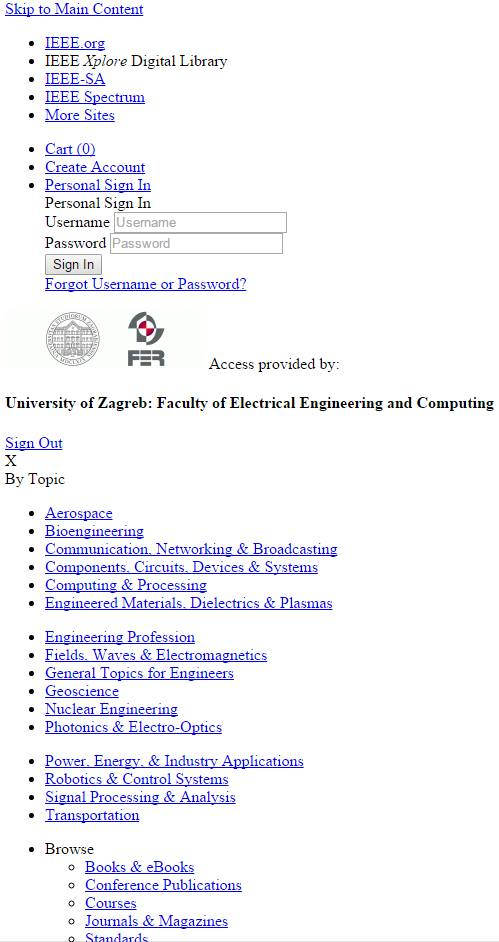 Skip to Main Content
IEEE.org
IEEE Xplore Digital Library
IEEE-SA
IEEE Spectrum
More Sites
Cart (0)
Create Account
Personal Sign In
Personal Sign In
Username Username
Password Password
Sign In
Forgot Username or Password?
FER Access provided by:
University of Zagreb: Faculty of Electrical Engineering and Computing
Sign Out
X
By Topic
Aerospace
Bioengineering
Communication, Networking & Broadcasting
Components, Circuits, Devices & Systems
Computing & Processing
Engineered Materials, Dielectrics & Plasmas
Engineering Profession
Fields, Waves & Electromagnetics
General Topics for Engineers
Geoscience
Nuclear Engineering
Photonics & Electro-Optics
Power, Energy, & Industry Applications
Robotics & Control Systems
Signal Processing & Analysis
Transportation
Browse
Books & eBooks
Conference Publications
Courses
Journals & Magazines
Standards